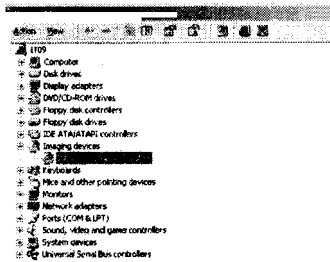 Action View
LT09
Computer
Disk drives
Display adapters
DVD/CD-ROM drives
Floppy disk controllers
Floppy disk drives
IDE ATA/ATAPI controllers
Imaging devices
Keyboards
Mice and other pointing devices
Monitors
Network adapters
Ports (COM & LPT)
Sound, video and game controllers
System devices
Universal Serial Bus controllers